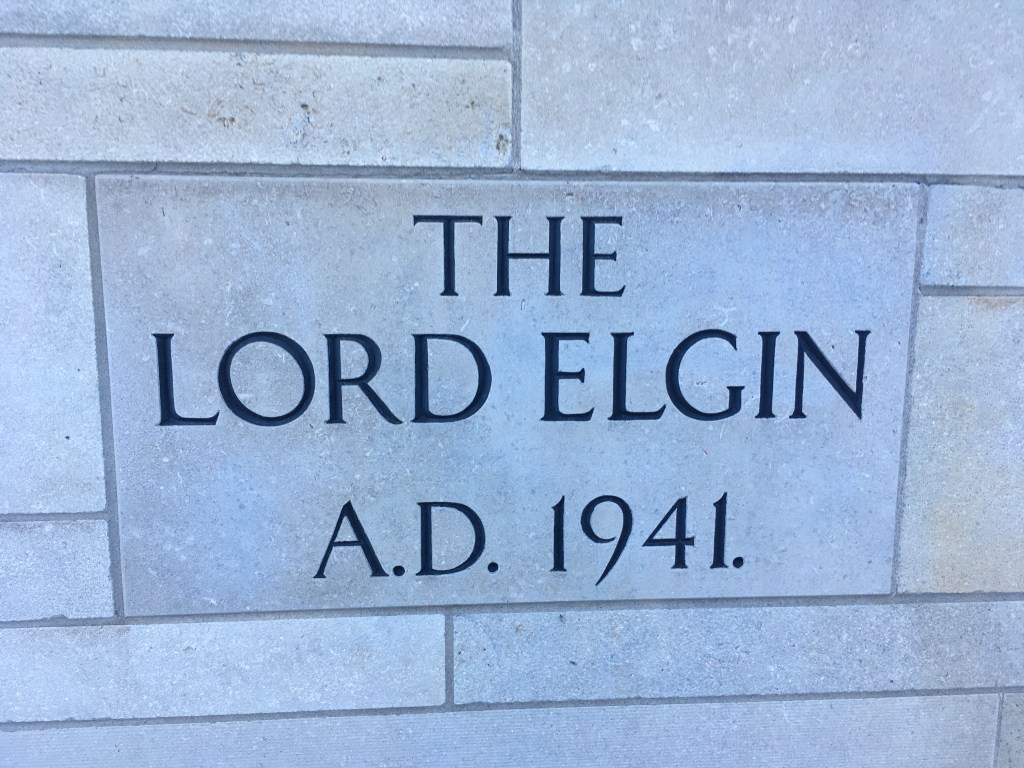 THE
LORD ELGIN
A.D. 1941.